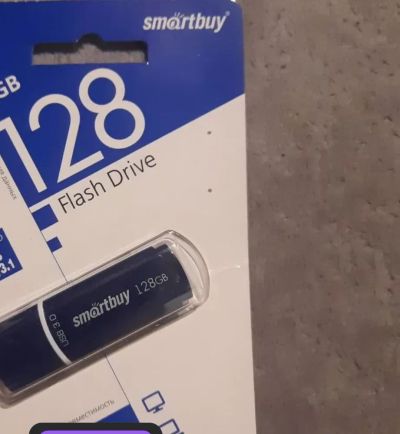 smartbuy
GB
128
Flash Drive
3.1
smartbuy 128GB
USB 3.0